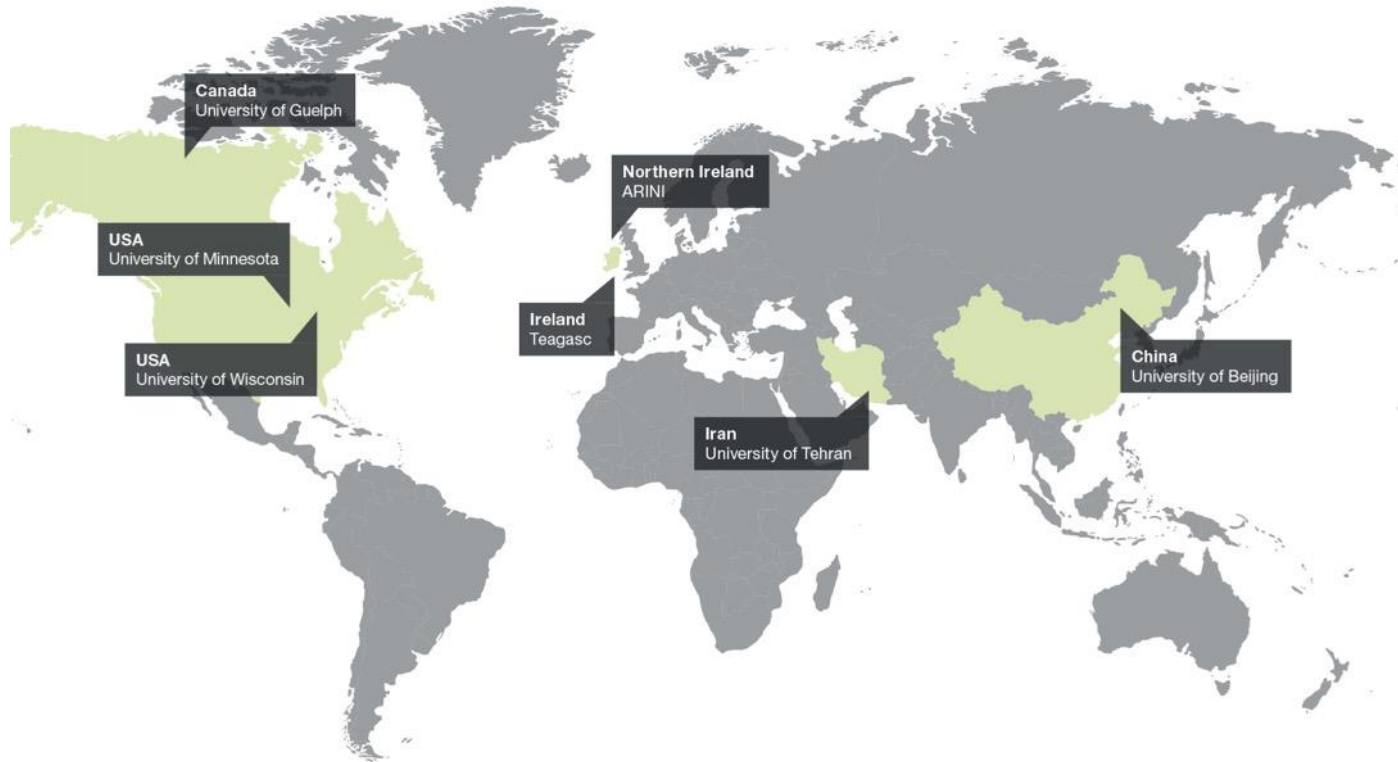 Canada
University of Guelph
Northern Ireland
ARINI
USA
University of Minnesota
Ireland
Teagasc
USA
University of Wisconsin
China
University of Beijing
Iran
University of Tehran